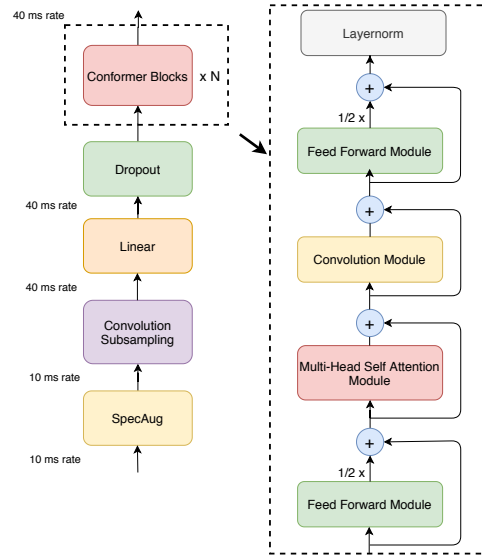 40 ms rate
Conformer Blocks
x N
Dropout
40 ms rate
Linear
40 ms rate
Convolution
Subsampling
10 ms rate
SpecAug
10 ms rate
Layernorm
+
1/2 x
Feed Forward Module
+
Convolution Module
+
Multi-Head Self Attention
Module
+
1/2 x
Feed Forward Module